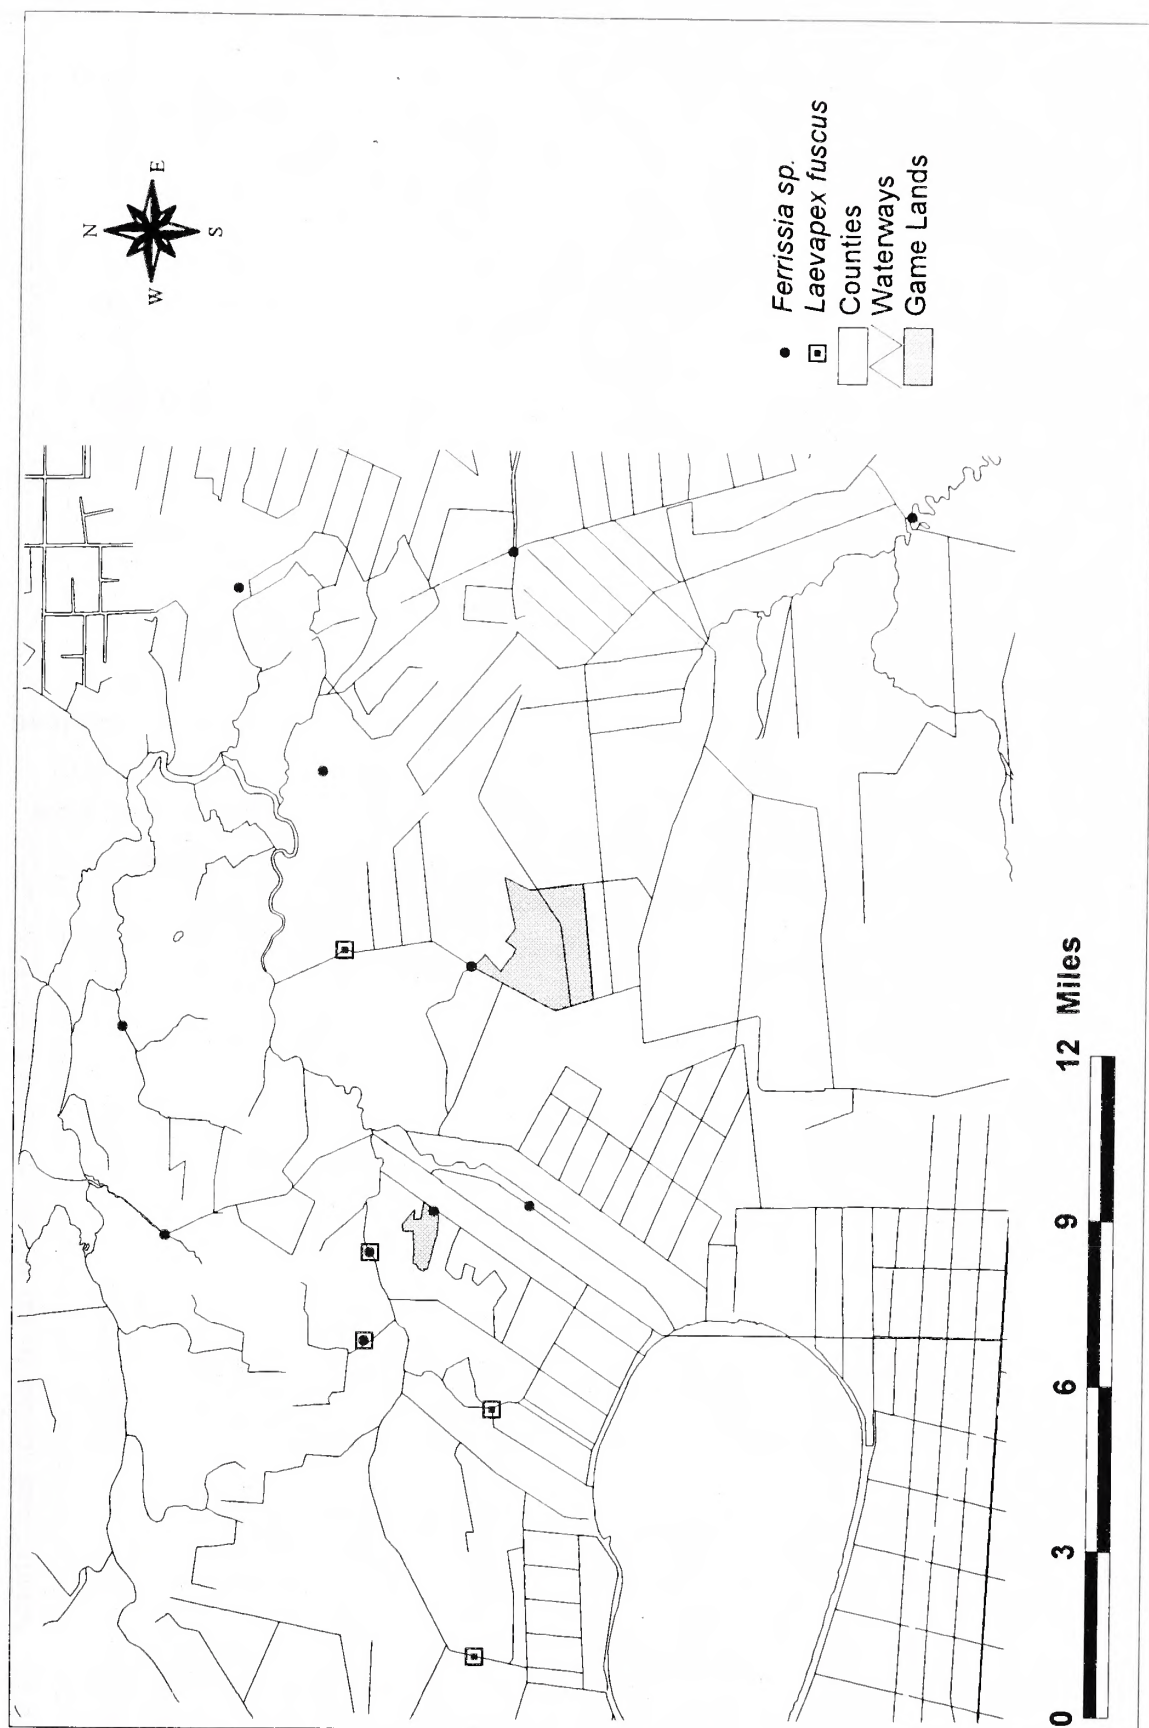 N
W E
S
Ferrissia sp.
Laevapex fuscus
Counties
Waterways
Game Lands
0 3 6 9 12 Miles